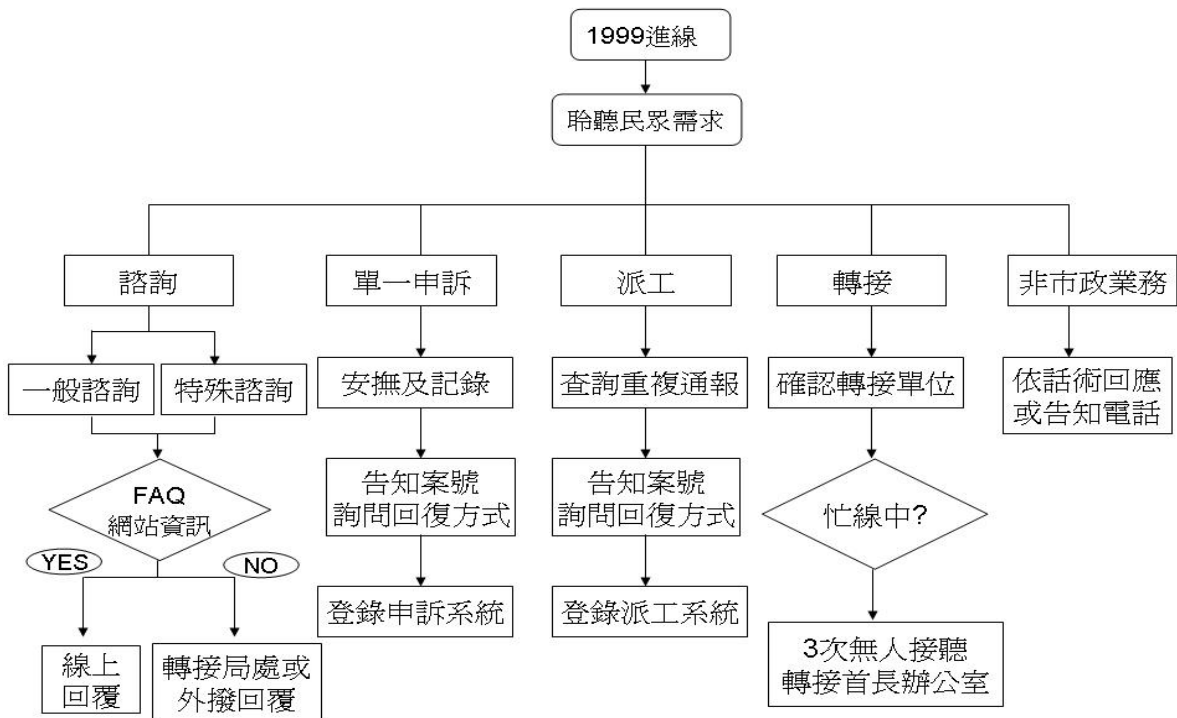 1999進線
聆聽民眾需求
諮詢
單一申訴
派工
轉接
非市政業務
一般諮詢
特殊諮詢
安撫及記錄
查詢重複通報
確認轉接單位
依話術回應
或告知電話
FAQ
網站資訊
告知案號
詢問回復方式
告知案號
詢問回復方式
忙線中?
YES
NO
登錄申訴系統
登錄派工系統
線上
回覆
轉接局處或
外撥回覆
3次無人接聽
轉接首長辦公室